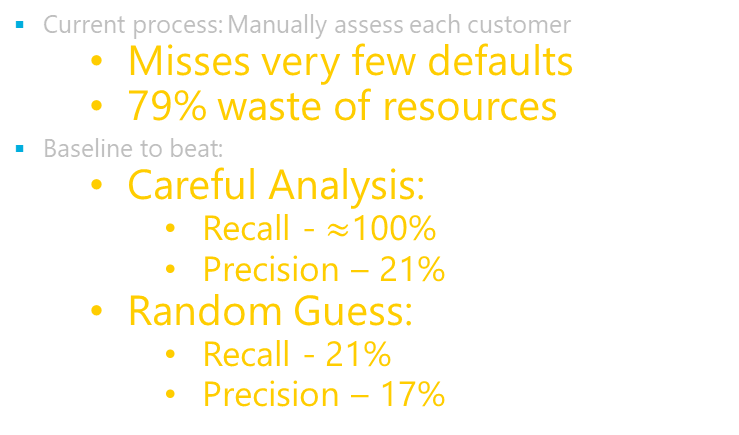 Current process: Manually assess each customer
Misses very few defaults
79% waste of resources
Baseline to beat:
Careful Analysis:
Recall - ≈100%
Precision – 21%
Random Guess:
Recall - 21%
Precision – 17%